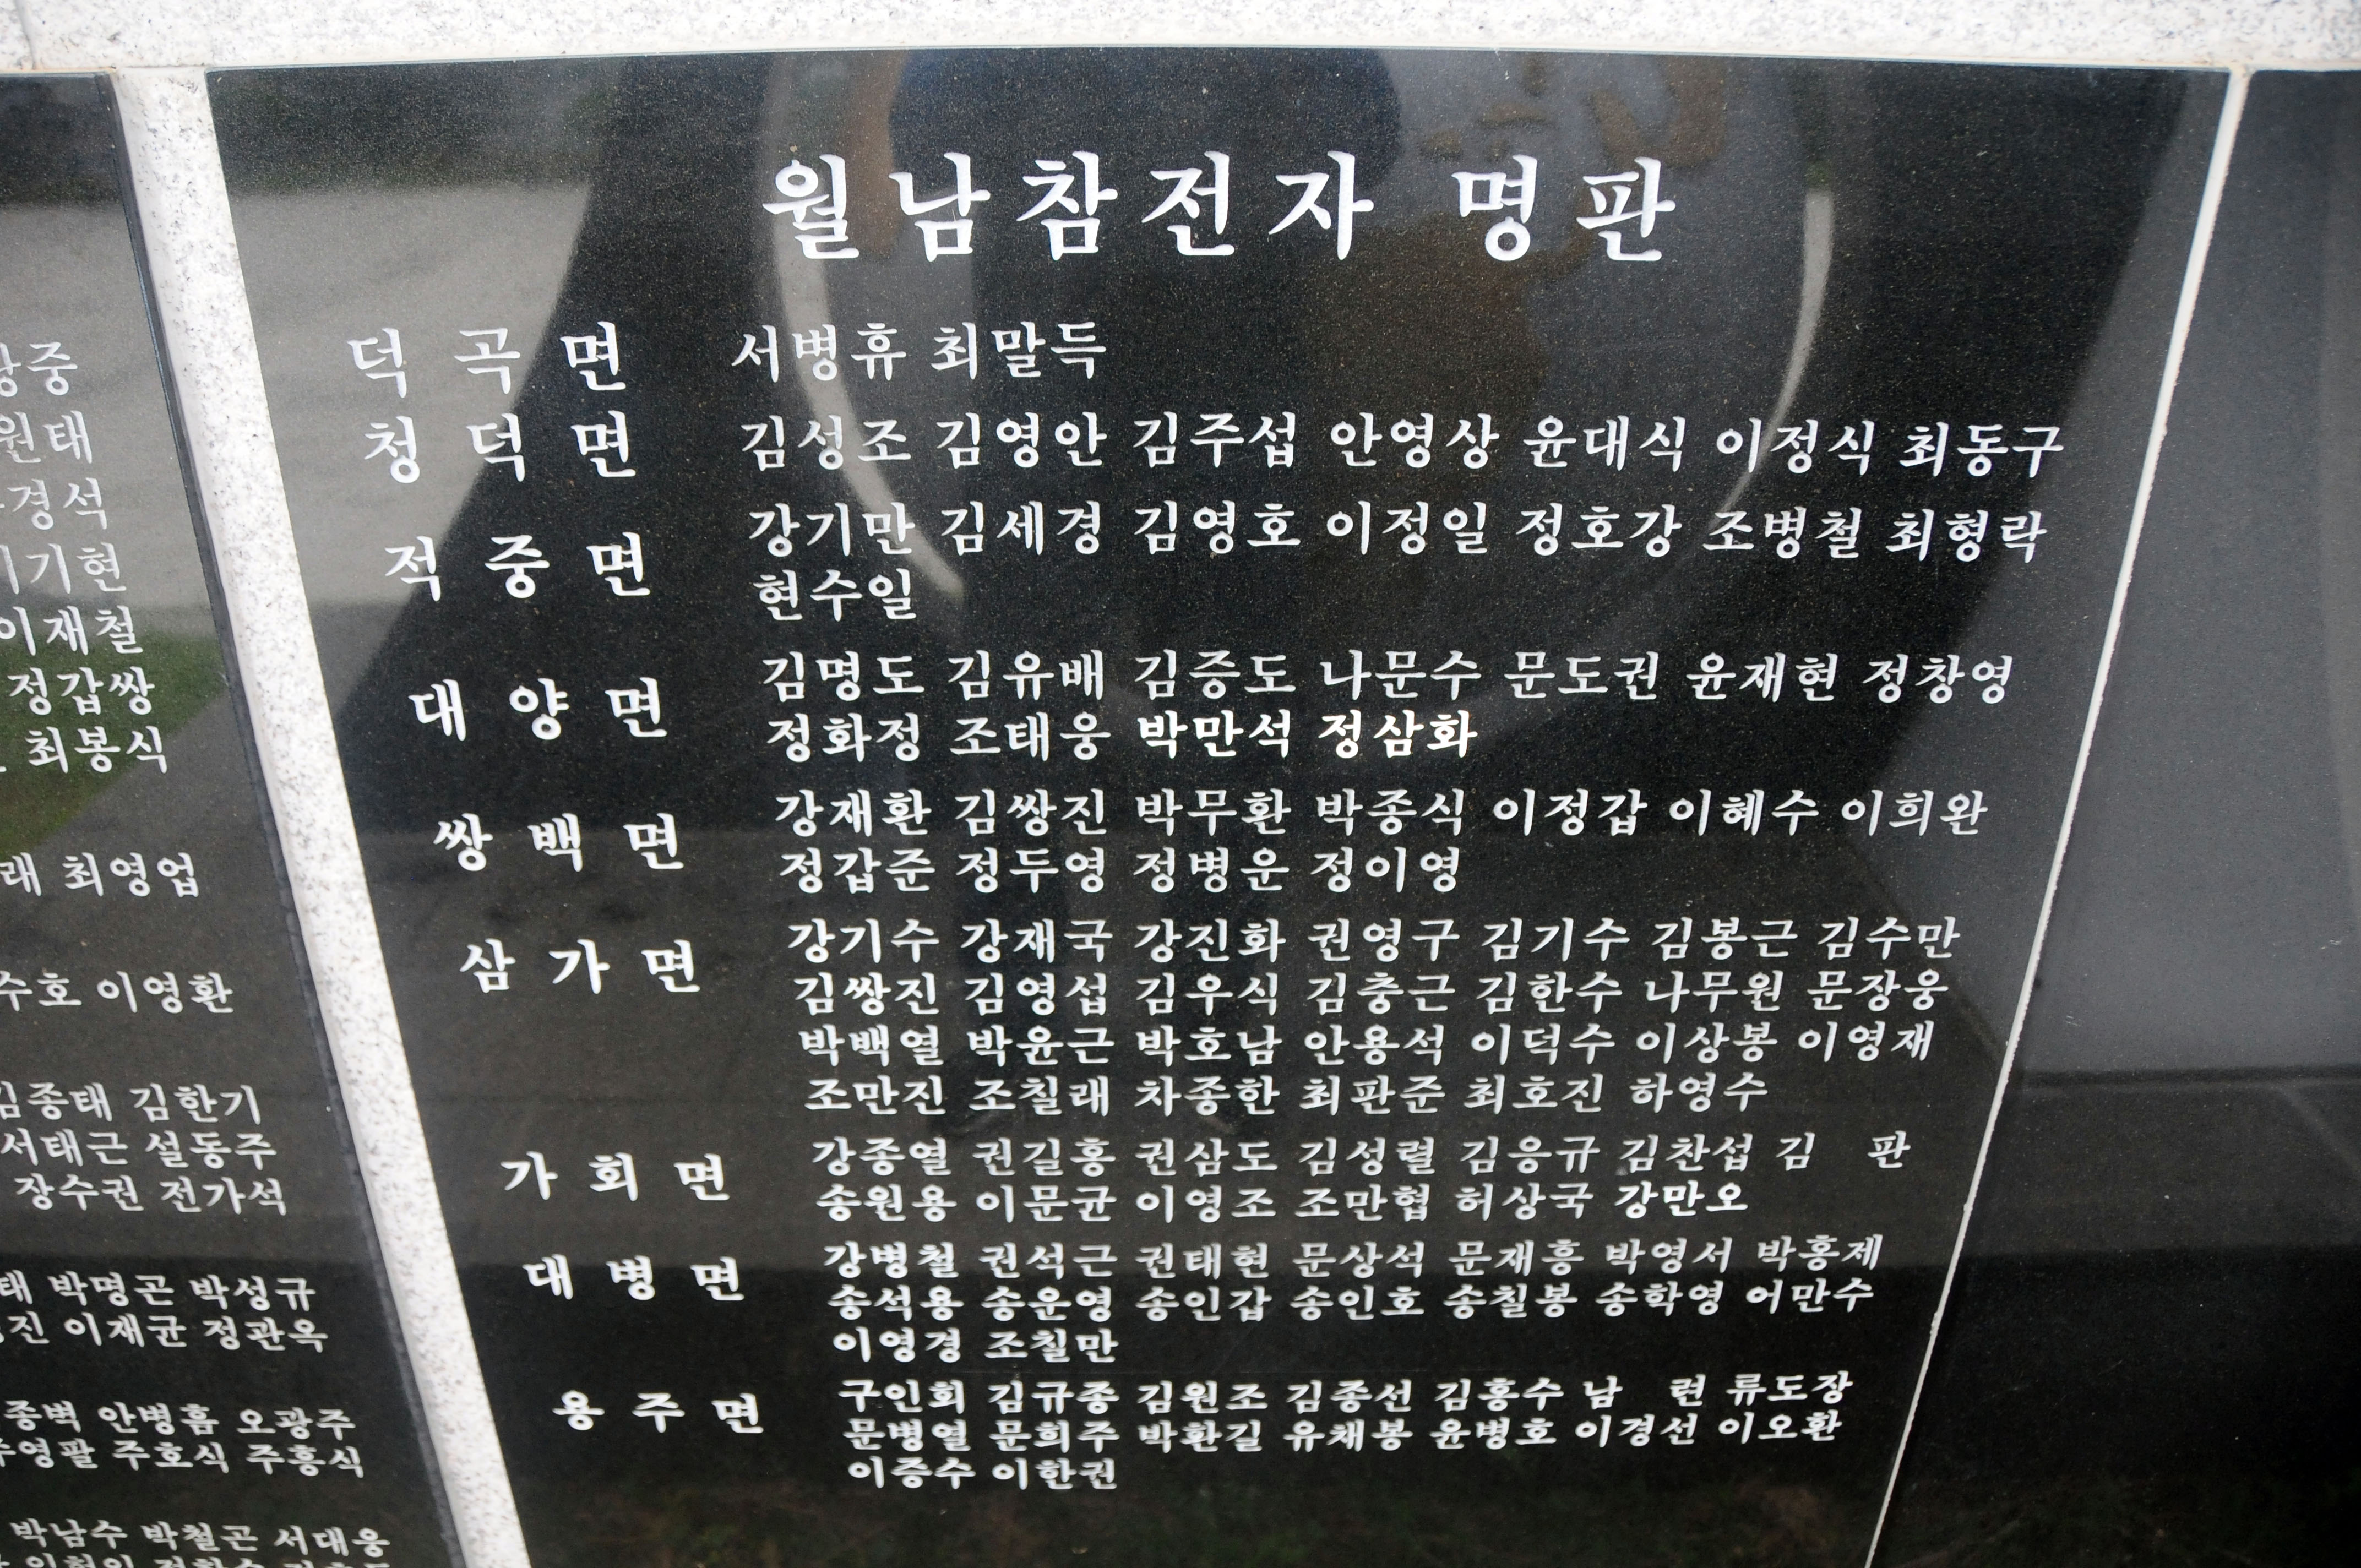 월남참전자 명판
덕곡면 서병휴 최말득
청덕면 김성조 김영안 김주섭 안영상 윤대식 이정식 최동구
적중면 강기만 김세경 김영호 이정일 정호강 조병철 최형락
현수일
대양면 김명도 김유배 김증도 나문수 문도권 윤재현 정창영
정화정 조태웅 박만석 정삼화
쌍백면 강재환 김쌍진 박무환 박종식 이정갑 이혜수 이희완
정갑준 정두영 정병운 정이영
삼가면 강기수 강재국 강진화 권영구 김기수 김봉근 김수만
김쌍진 김영섭 김우식 김충근 김한수 나무원 문장웅
박백열 박윤근 박호남 안용석 이덕수 이상봉 이영재
조만진 조칠래 차종한 최판준 최호진 하영수
가회면 강종열 권길홍 권삼도 김성렬 김응규 김찬섭 김 판
송원용 이문균 이영조 조만협 허상국 강만오
대병면 강병철 권석근 권태현 문상석 문재흥 박영서 박홍제
송석용 송운영 송인갑 송인호 송칠봉 송학영 어만수
이영경 조칠만
용주면 구인회 김규종 김원조 김종선 김홍수 남 련 류도장
문병열 문희주 박환길 유채봉 윤병호 이경선 이오환
이증수 이한권
중
원태
경석
기현
이재철
정갑쌍
최봉식
래 최영업
수호 이영환
김종태 김한기
서태근 설동주
장수권 전가석
태 박명곤 박성규
진 이재균 정관옥
종벽 안병흠 오광주
주영팔 주호식 주흥식
박남수 박철곤 서대웅